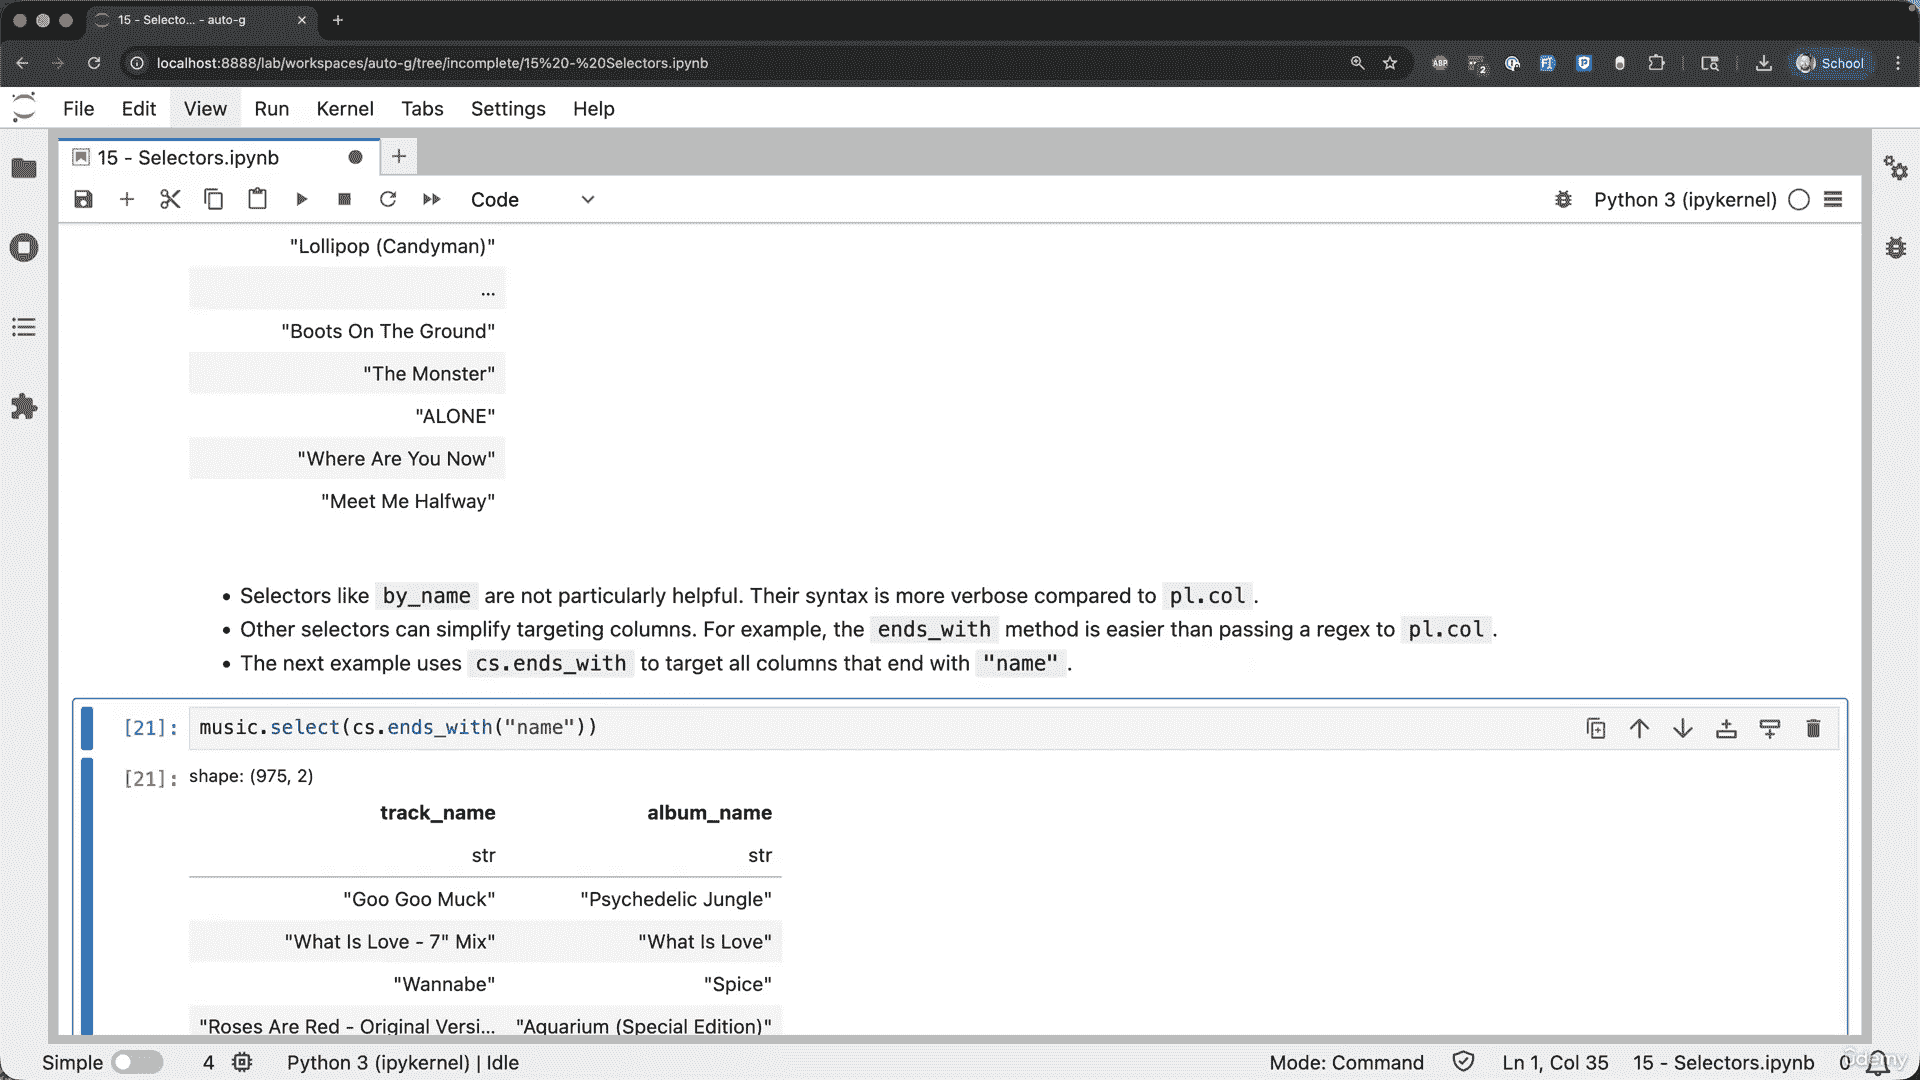 15 - Selecto... - auto-g
localhost:8888/lab/workspaces/auto-g/tree/incomplete/15%20-%20Selectors.ipynb
ABP
2
School
File Edit View Run Kernel Tabs Settings Help
15 - Selectors.ipynb
Code
Python 3 (ipykernel)
"Lollipop (Candyman)"
...
"Boots On The Ground"
"The Monster"
"ALONE"
"Where Are You Now"
"Meet Me Halfway"
• Selectors like by_name are not particularly helpful. Their syntax is more verbose compared to pl.col.
• Other selectors can simplify targeting columns. For example, the ends_with method is easier than passing a regex to pl.col.
• The next example uses cs.ends_with to target all columns that end with "name".
[21]: music.select(cs.ends_with("name"))
[21]: shape: (975, 2)
track_name album_name
str str
"Goo Goo Muck" "Psychedelic Jungle"
"What Is Love - 7" Mix" "What Is Love"
"Wannabe" "Spice"
"Roses Are Red - Original Versi... "Aquarium (Special Edition)"
Simple 4 Python 3 (ipykernel) | Idle Mode: Command Ln 1, Col 35 15 - Selectors.ipynb 0
Udemy